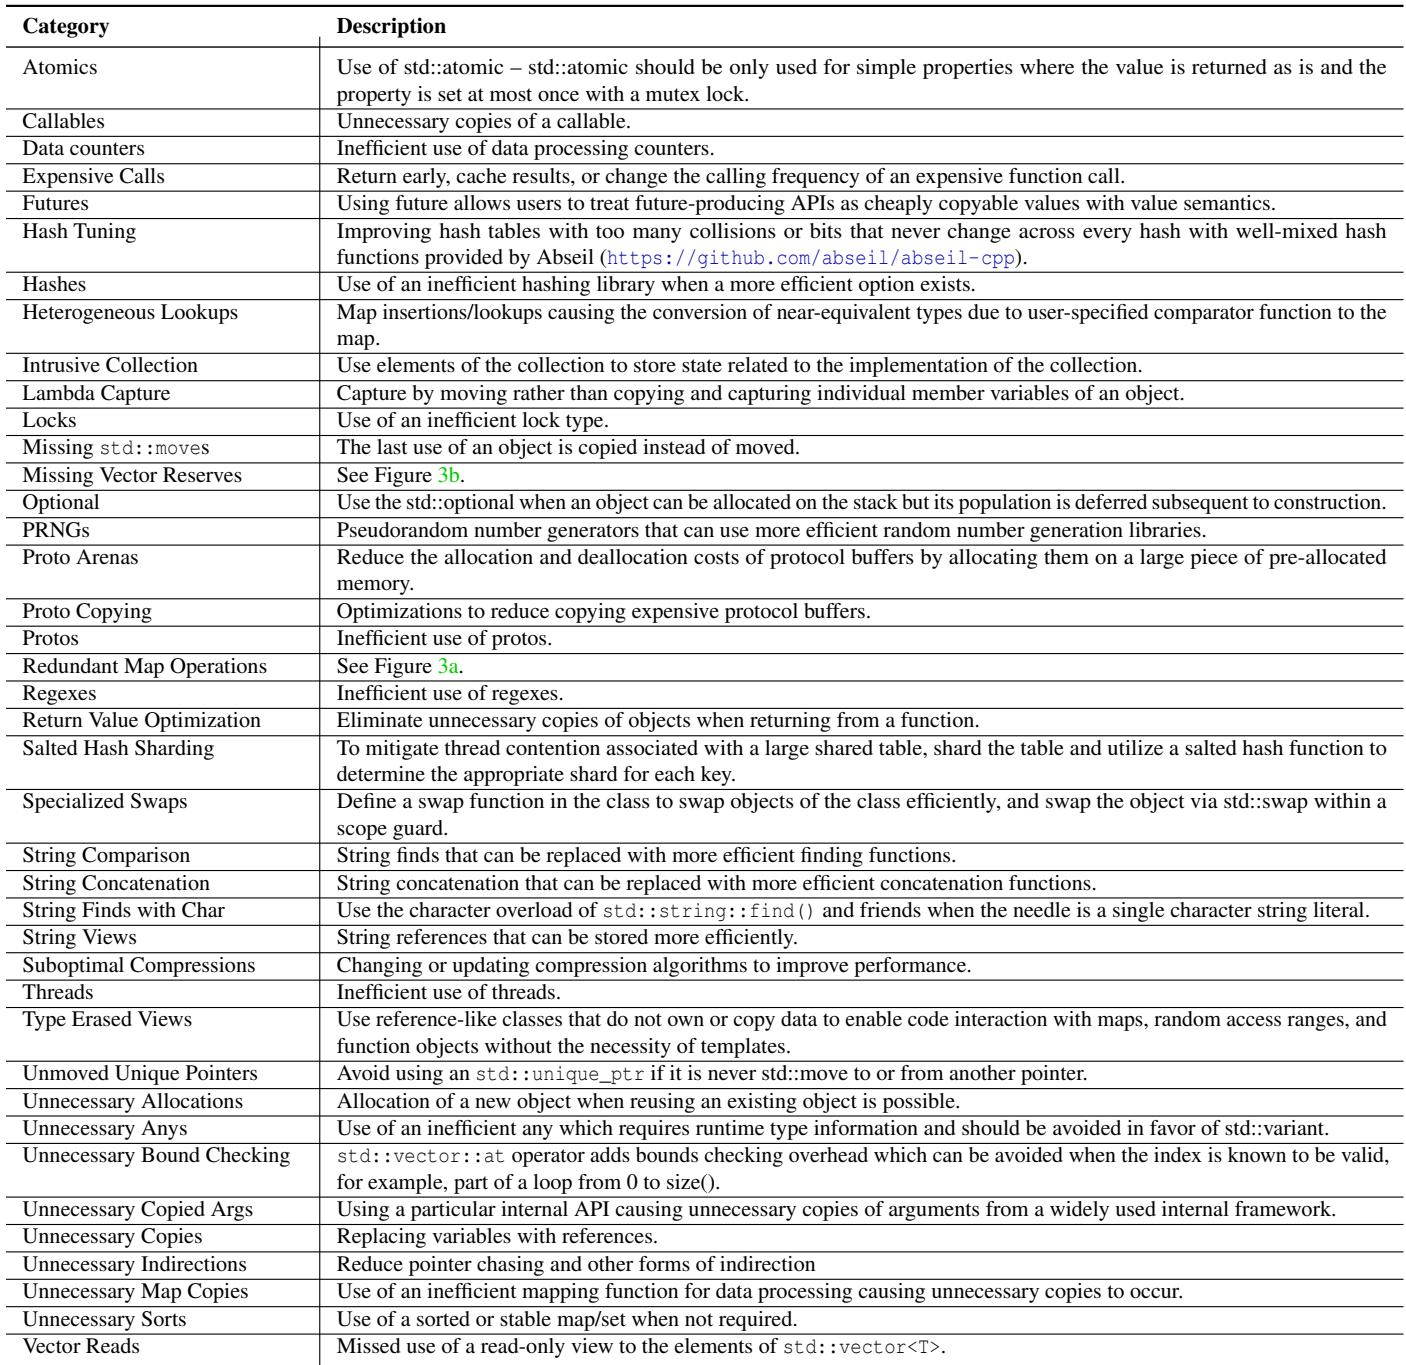 Category Description
Atomics Use of std::atomic – std::atomic should be only used for simple properties where the value is returned as is and the
property is set at most once with a mutex lock.
Callables Unnecessary copies of a callable.
Data counters Inefficient use of data processing counters.
Expensive Calls Return early, cache results, or change the calling frequency of an expensive function call.
Futures Using future allows users to treat future-producing APIs as cheaply copyable values with value semantics.
Hash Tuning Improving hash tables with too many collisions or bits that never change across every hash with well-mixed hash
functions provided by Abseil (https://github.com/abseil/abseil-cpp).
Hashes Use of an inefficient hashing library when a more efficient option exists.
Heterogeneous Lookups Map insertions/lookups causing the conversion of near-equivalent types due to user-specified comparator function to the
map.
Intrusive Collection Use elements of the collection to store state related to the implementation of the collection.
Lambda Capture Capture by moving rather than copying and capturing individual member variables of an object.
Locks Use of an inefficient lock type.
Missing std::moves The last use of an object is copied instead of moved.
Missing Vector Reserves See Figure 3b.
Optional Use the std::optional when an object can be allocated on the stack but its population is deferred subsequent to construction.
PRNGs Pseudorandom number generators that can use more efficient random number generation libraries.
Proto Arenas Reduce the allocation and deallocation costs of protocol buffers by allocating them on a large piece of pre-allocated
memory.
Proto Copying Optimizations to reduce copying expensive protocol buffers.
Protos Inefficient use of protos.
Redundant Map Operations See Figure 3a.
Regexes Inefficient use of regexes.
Return Value Optimization Eliminate unnecessary copies of objects when returning from a function.
Salted Hash Sharding To mitigate thread contention associated with a large shared table, shard the table and utilize a salted hash function to
determine the appropriate shard for each key.
Specialized Swaps Define a swap function in the class to swap objects of the class efficiently, and swap the object via std::swap within a
scope guard.
String Comparison String finds that can be replaced with more efficient finding functions.
String Concatenation String concatenation that can be replaced with more efficient concatenation functions.
String Finds with Char Use the character overload of std::string::find() and friends when the needle is a single character string literal.
String Views String references that can be stored more efficiently.
Suboptimal Compressions Changing or updating compression algorithms to improve performance.
Threads Inefficient use of threads.
Type Erased Views Use reference-like classes that do not own or copy data to enable code interaction with maps, random access ranges, and
function objects without the necessity of templates.
Unmoved Unique Pointers Avoid using an std::unique_ptr if it is never std::move to or from another pointer.
Unnecessary Allocations Allocation of a new object when reusing an existing object is possible.
Unnecessary Anys Use of an inefficient any which requires runtime type information and should be avoided in favor of std::variant.
Unnecessary Bound Checking std::vector::at operator adds bounds checking overhead which can be avoided when the index is known to be valid,
for example, part of a loop from 0 to size().
Unnecessary Copied Args Using a particular internal API causing unnecessary copies of arguments from a widely used internal framework.
Unnecessary Copies Replacing variables with references.
Unnecessary Indirections Reduce pointer chasing and other forms of indirection
Unnecessary Map Copies Use of an inefficient mapping function for data processing causing unnecessary copies to occur.
Unnecessary Sorts Use of a sorted or stable map/set when not required.
Vector Reads Missed use of a read-only view to the elements of std::vector<T>.